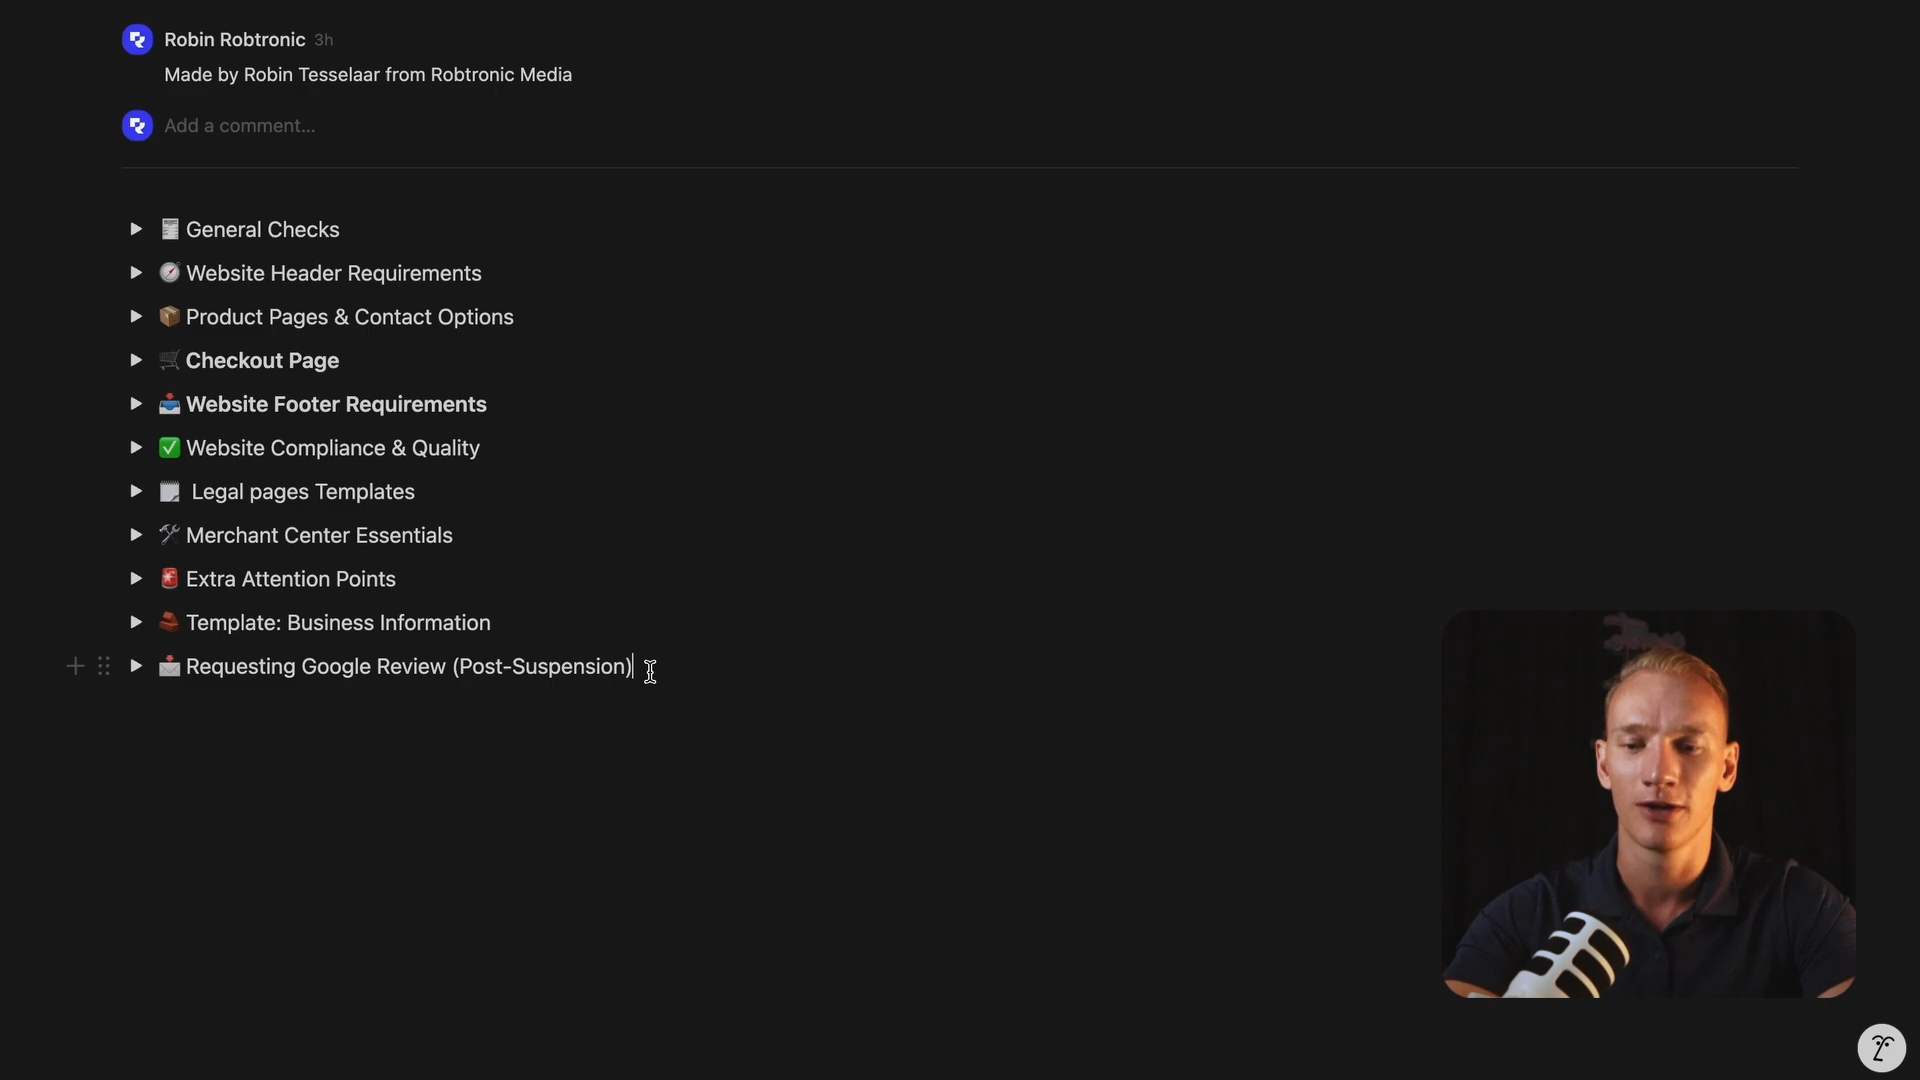 Robin Robtronic 3h
Made by Robin Tesselaar from Robtronic Media
Add a comment...
General Checks
Website Header Requirements
Product Pages & Contact Options
Checkout Page
Website Footer Requirements
Website Compliance & Quality
Legal pages Templates
Merchant Center Essentials
Extra Attention Points
Template: Business Information
Requesting Google Review (Post-Suspension)